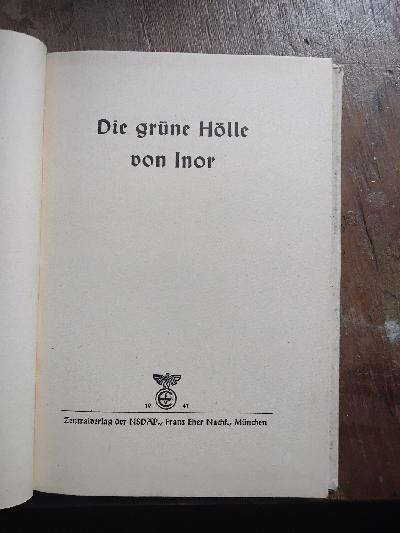 Die grüne Hölle
von Inor
19 41
Zentralverlag der NSDAP., Franz Eher Nachf., München